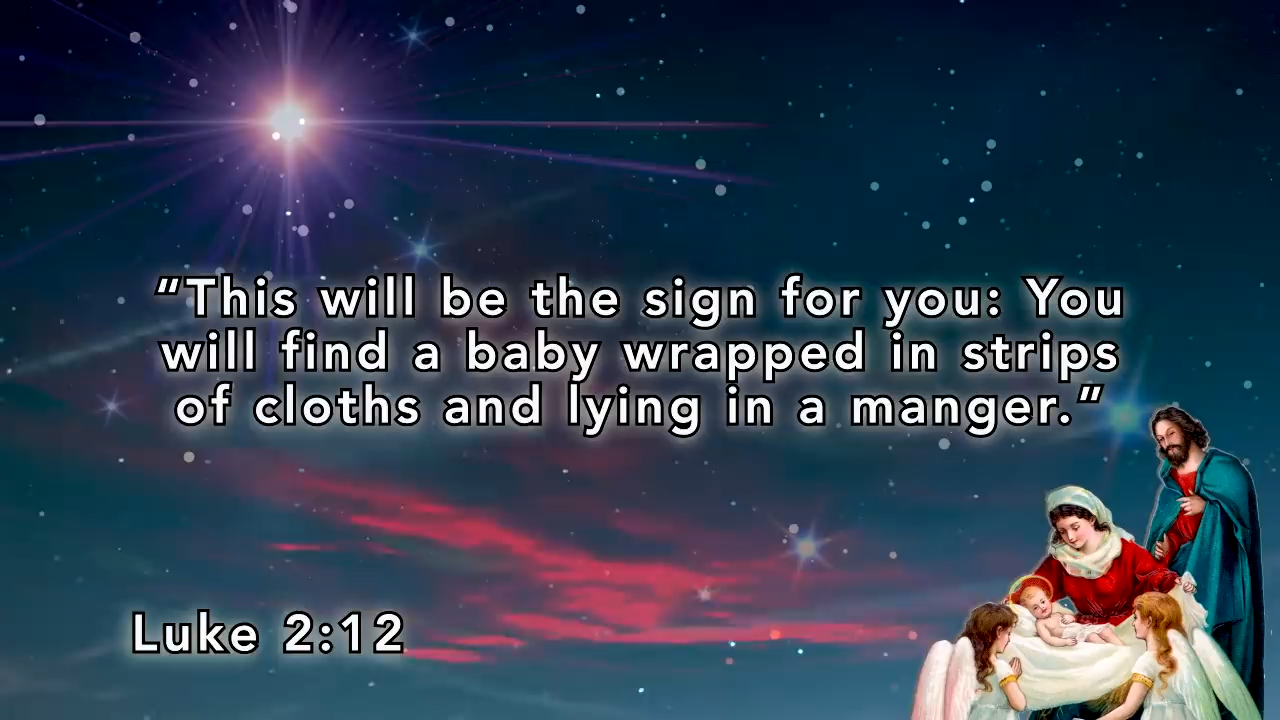 “This will be the sign for you: You
will find a baby wrapped in strips
of cloths and lying in a manger.”
Luke 2:12